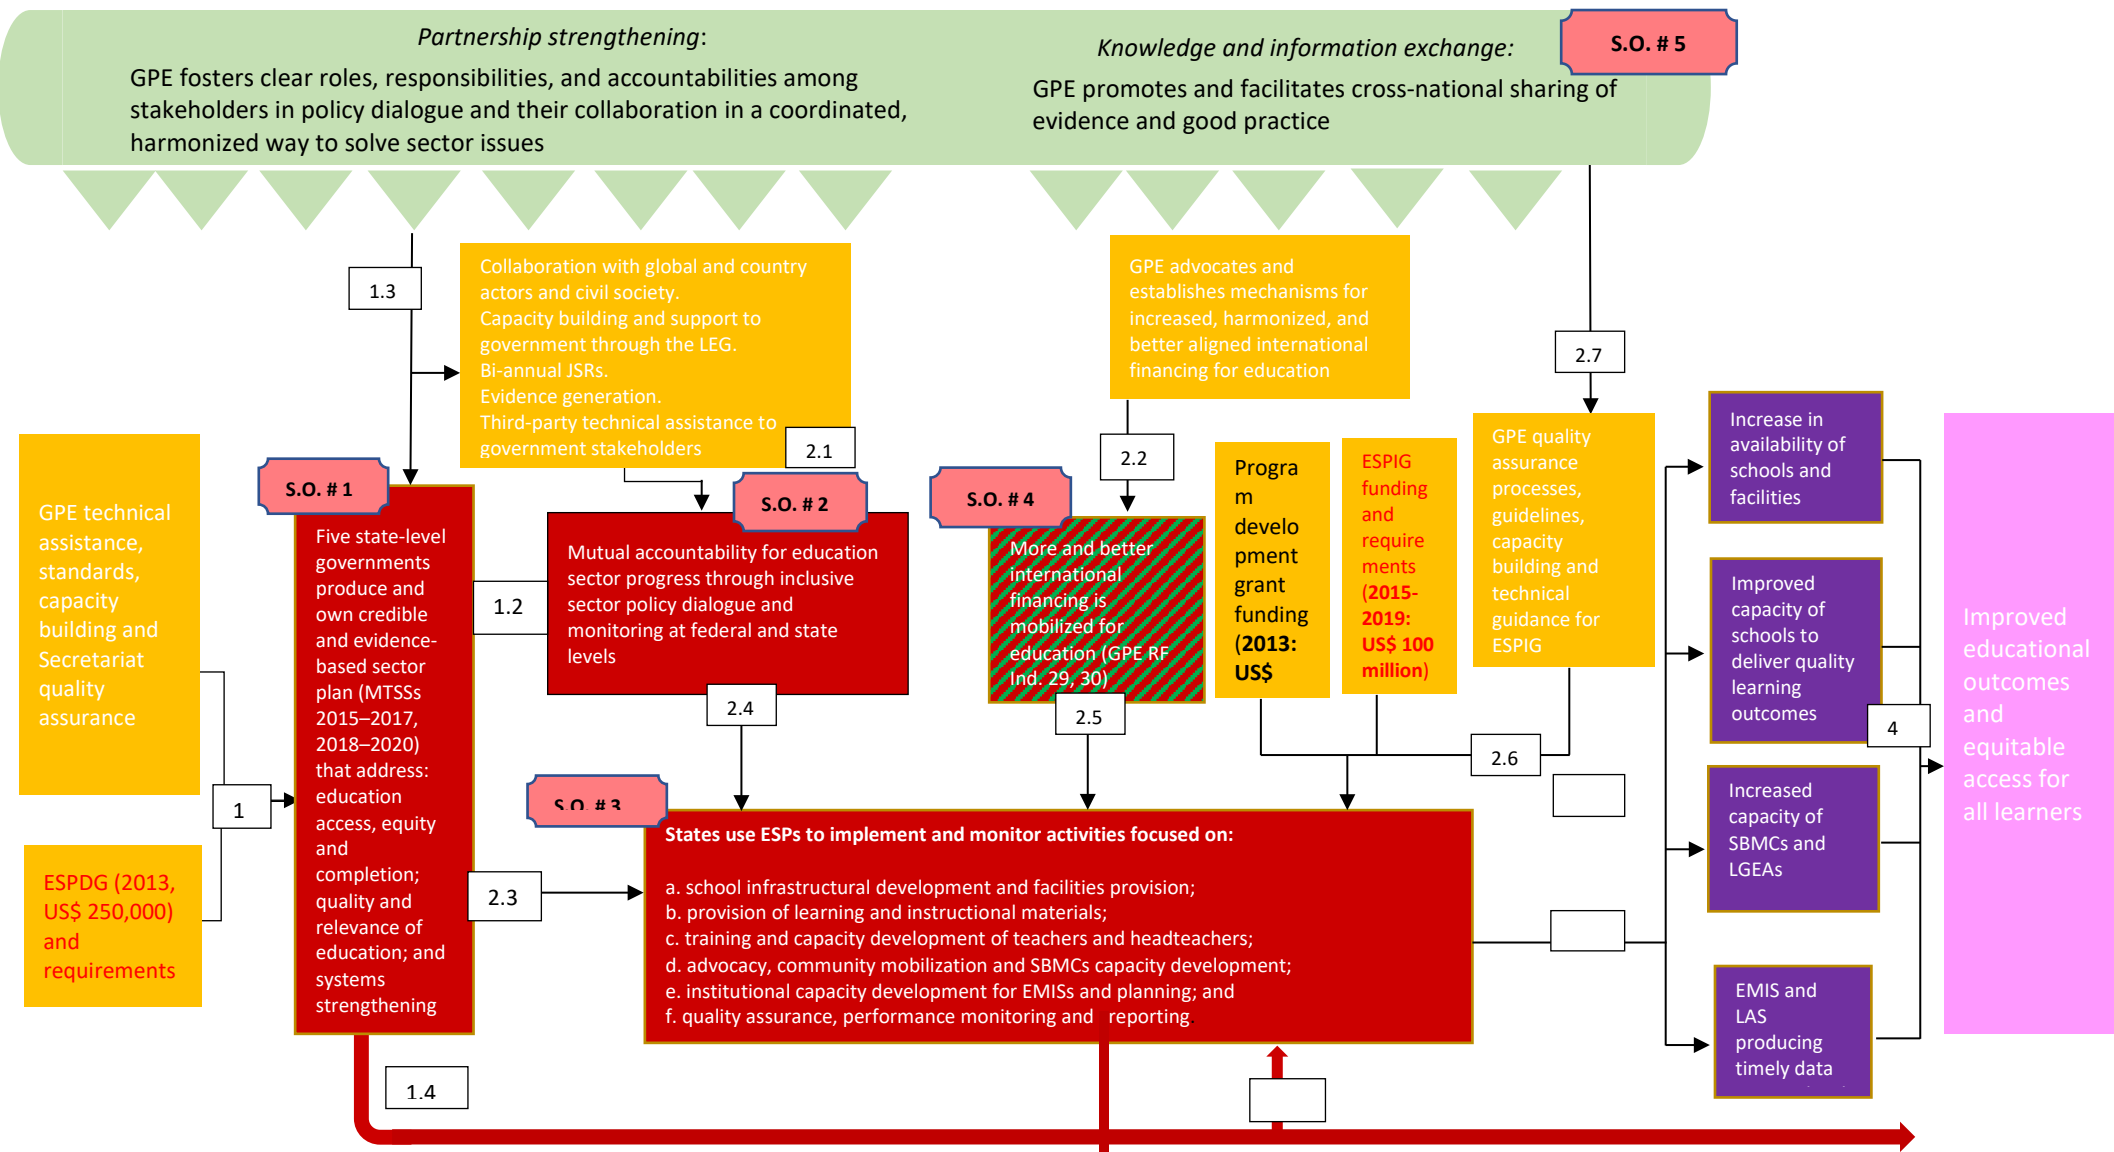 Partnership strengthening:
GPE fosters clear roles, responsibilities, and accountabilities among
stakeholders in policy dialogue and their collaboration in a coordinated,
harmonized way to solve sector issues
Knowledge and information exchange:
GPE promotes and facilitates cross-national sharing of
evidence and good practice
S.O. # 5
1.3
Collaboration with global and country
actors and civil society.
Capacity building and support to
government through the LEG.
Bi-annual JSRs.
Evidence generation.
Third-party technical assistance to
government stakeholders
2.1
GPE advocates and
establishes mechanisms for
increased, harmonized, and
better aligned international
financing for education
2.2
2.7
GPE technical
assistance,
standards,
capacity
building and
Secretariat
quality
assurance
ESPDG (2013,
US$ 250,000)
and
requirements
1
S.O. # 1
Five state-level
governments
produce and
own credible
and evidence-
based sector
plan (MTSSs
2015–2017,
2018–2020)
that address:
education
access, equity
and
completion;
quality and
relevance of
education; and
systems
strengthening
1.2
S.O. # 2
Mutual accountability for education
sector progress through inclusive
sector policy dialogue and
monitoring at federal and state
levels
2.4
S.O. # 4
More and better
international
financing is
mobilized for
education (GPE RF
Ind. 29, 30)
2.5
Progra
m
develo
pment
grant
funding
(2013:
US$
ESPIG
funding
and
require
ments
(2015-
2019:
US$ 100
million)
GPE quality
assurance
processes,
guidelines,
capacity
building and
technical
guidance for
ESPIG
2.6
2.3
S.O. # 3
States use ESPs to implement and monitor activities focused on:
a. school infrastructural development and facilities provision;
b. provision of learning and instructional materials;
c. training and capacity development of teachers and headteachers;
d. advocacy, community mobilization and SBMCs capacity development;
e. institutional capacity development for EMISs and planning; and
f. quality assurance, performance monitoring and reporting.
1.4
Increase in
availability of
schools and
facilities
Improved
capacity of
schools to
deliver quality
learning
outcomes
Increased
capacity of
SBMCs and
LGEAs
EMIS and
LAS
producing
timely data
4
Improved
educational
outcomes
and
equitable
access for
all learners